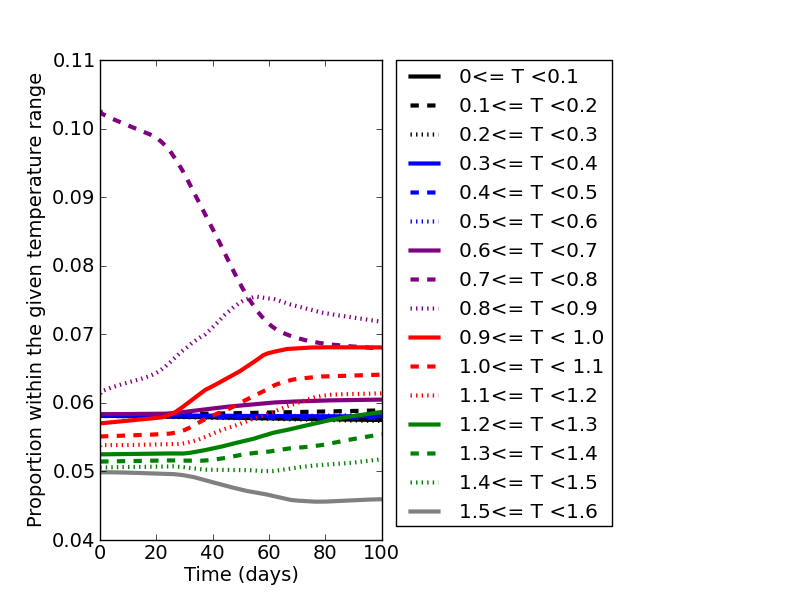 0.11
0.10
0.09
0.08
0.07
0.06
0.05
0.04
Proportion within the given temperature range
0 20 40 60 80 100
Time (days)
0<= T <0.1
0.1<= T <0.2
0.2<= T <0.3
0.3<= T <0.4
0.4<= T <0.5
0.5<= T <0.6
0.6<= T <0.7
0.7<= T <0.8
0.8<= T <0.9
0.9<= T < 1.0
1.0<= T < 1.1
1.1<= T <1.2
1.2<= T <1.3
1.3<= T <1.4
1.4<= T <1.5
1.5<= T <1.6